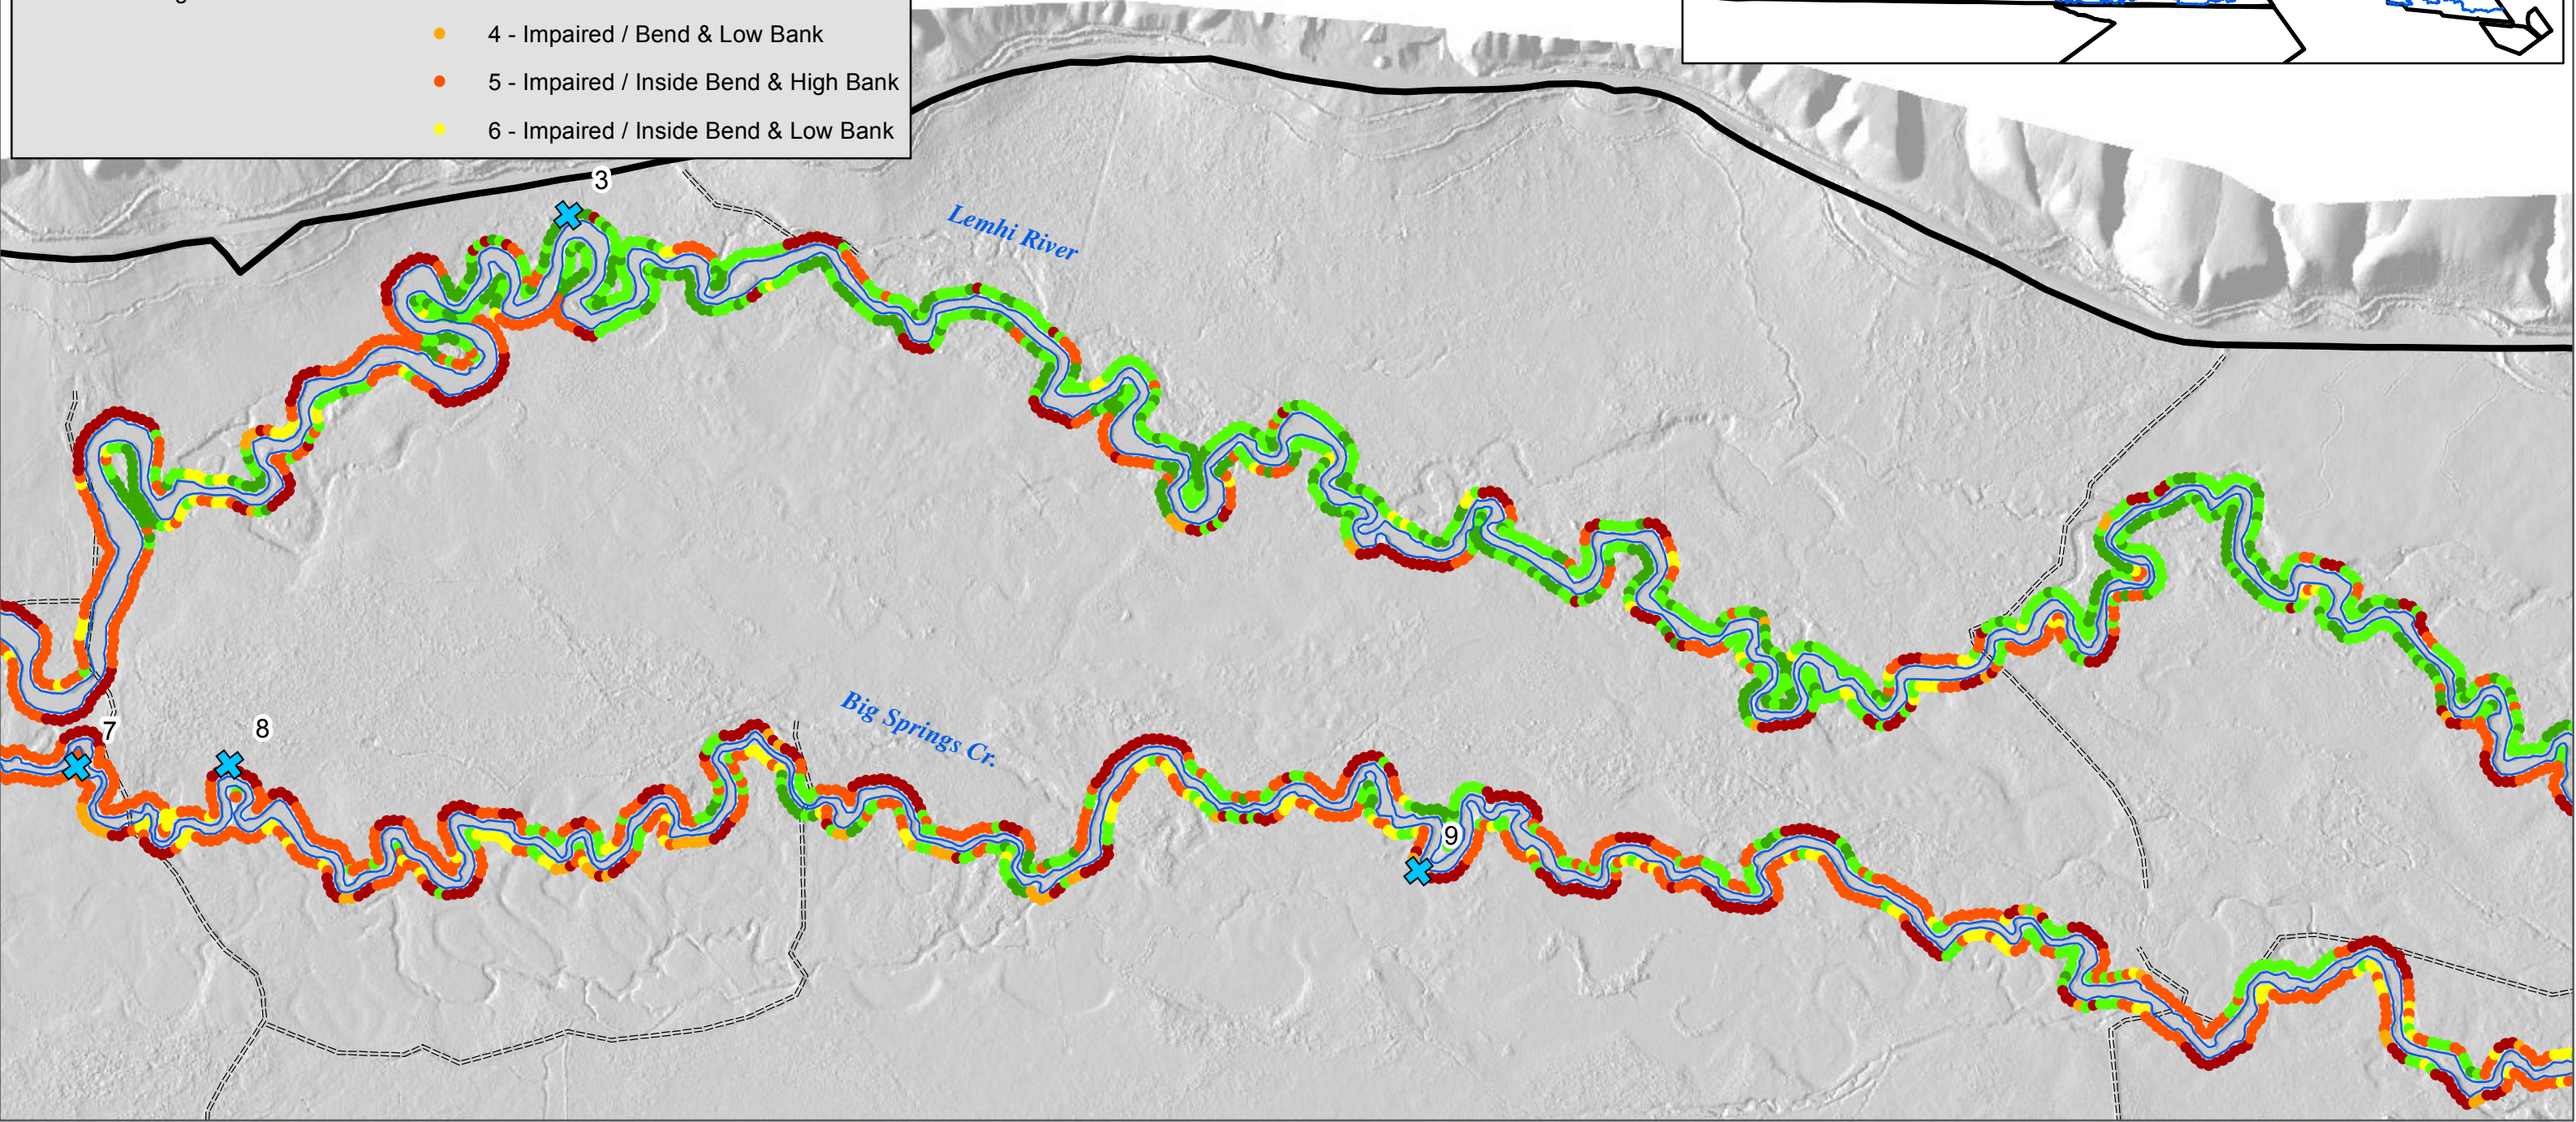 4 - Impaired / Bend & Low Bank
5 - Impaired / Inside Bend & High Bank
6 - Impaired / Inside Bend & Low Bank
3
Lemhi River
7
8
Big Springs Cr.
9